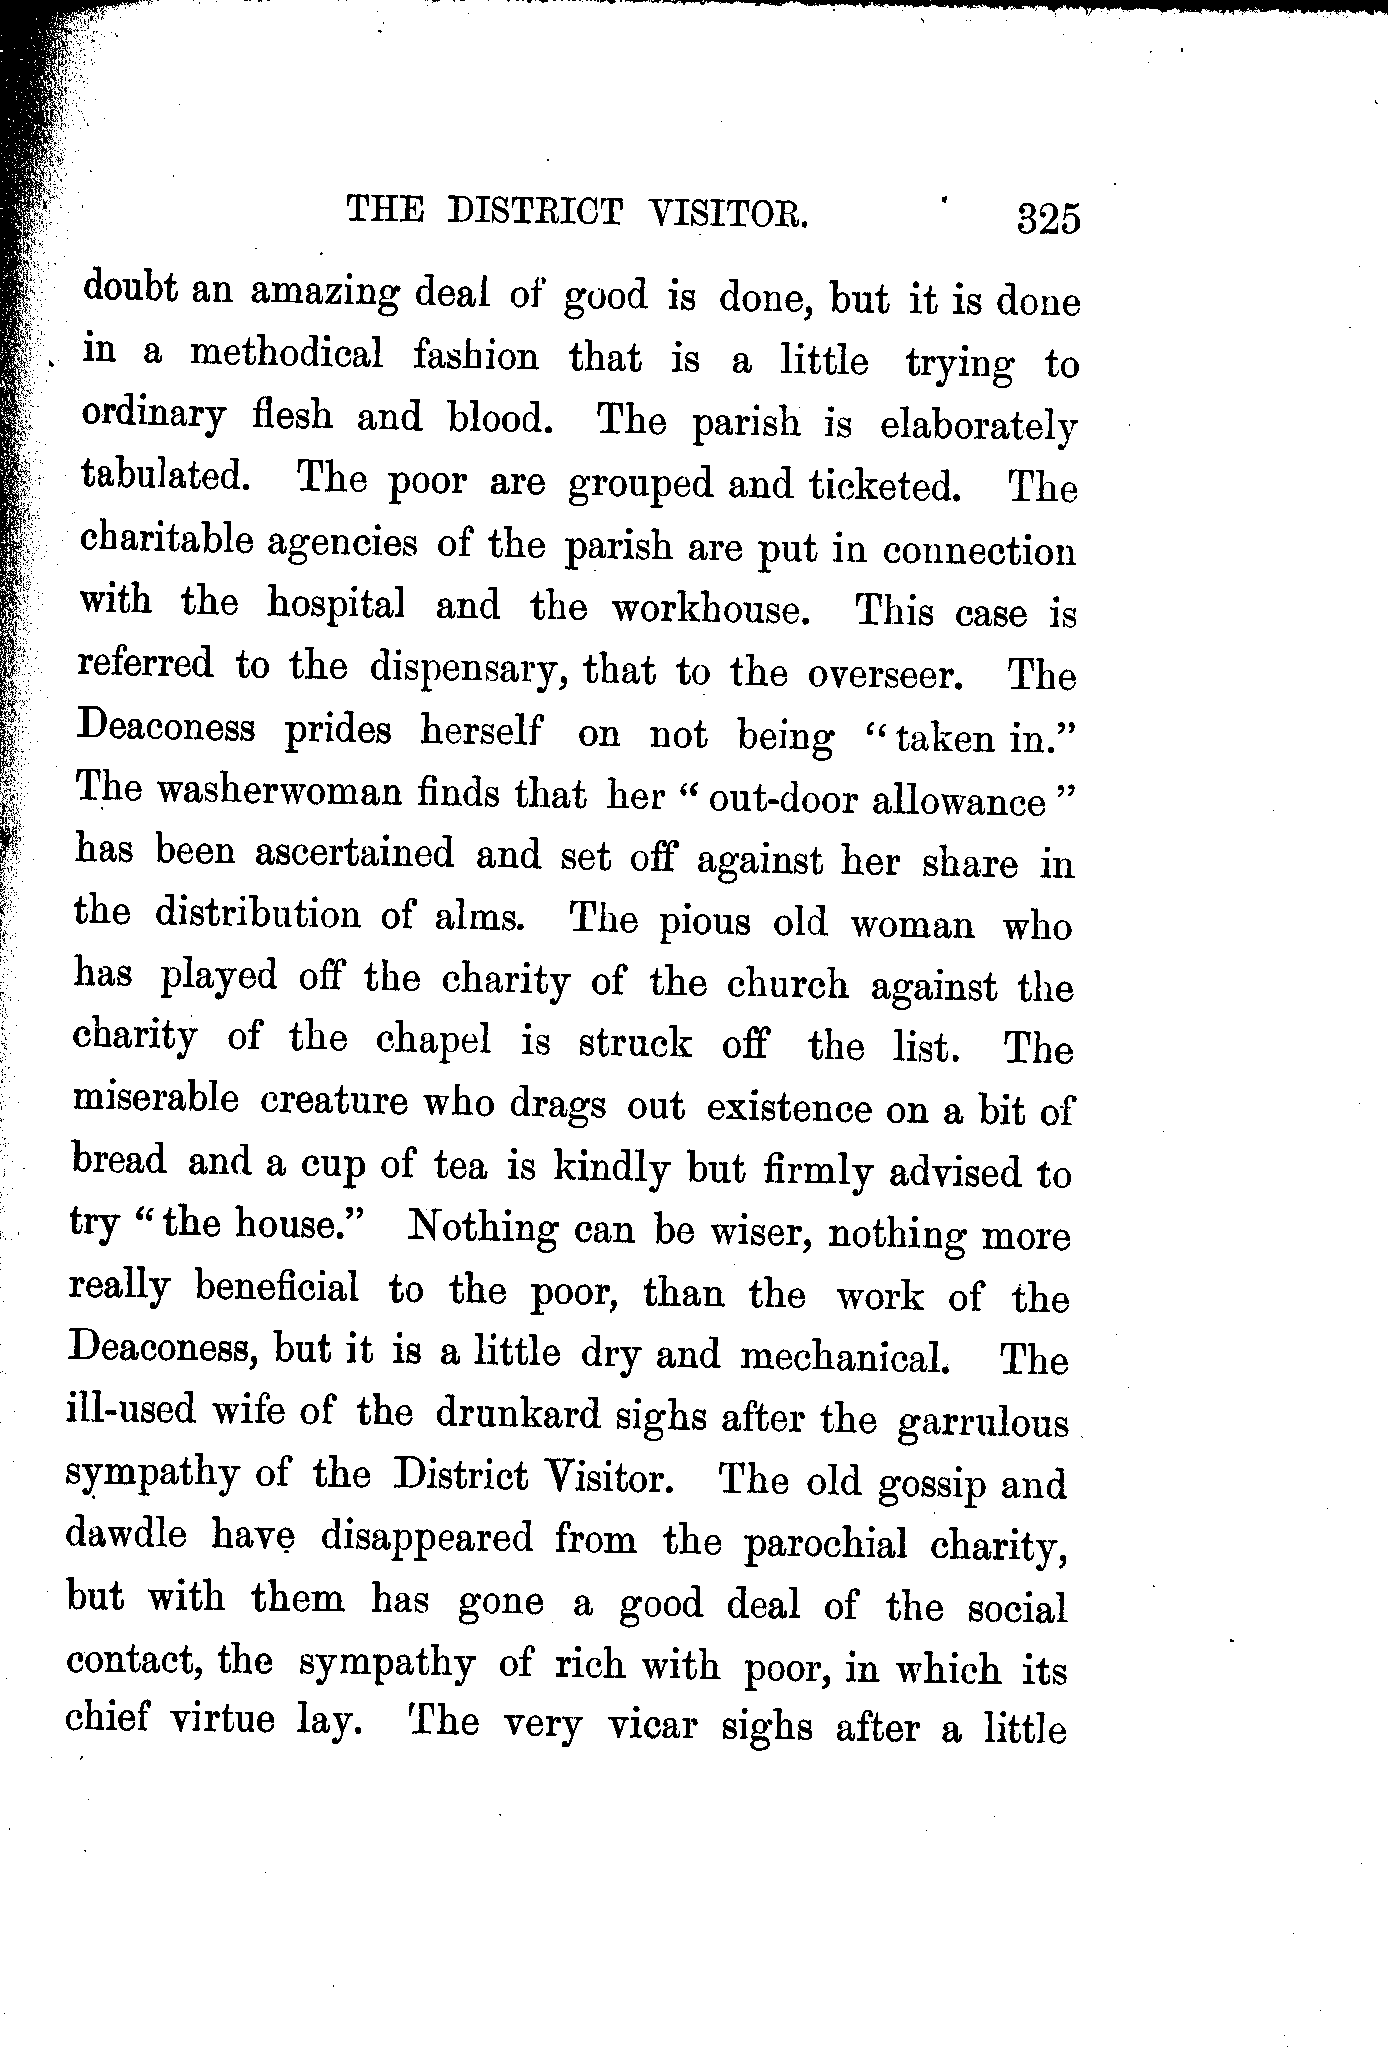 THE DISTRICT VISITOR. 325
doubt an amazing deal of good is done, but it is done
in a methodical fashion that is a little trying to
ordinary flesh and blood. The parish is elaborately
tabulated. The poor are grouped and ticketed. The
charitable agencies of the parish are put in connection
with the hospital and the workhouse. This case is
referred to the dispensary, that to the overseer. The
Deaconess prides herself on not being “taken in.”
The washerwoman finds that her “out-door allowance”
has been ascertained and set off against her share in
the distribution of alms. The pious old woman who
has played off the charity of the church against the
charity of the chapel is struck off the list. The
miserable creature who drags out existence on a bit of
bread and a cup of tea is kindly but firmly advised to
try “the house.” Nothing can be wiser, nothing more
really beneficial to the poor, than the work of the
Deaconess, but it is a little dry and mechanical. The
ill-used wife of the drunkard sighs after the garrulous
sympathy of the District Visitor. The old gossip and
dawdle have disappeared from the parochial charity,
but with them has gone a good deal of the social
contact, the sympathy of rich with poor, in which its
chief virtue lay. The very vicar sighs after a little